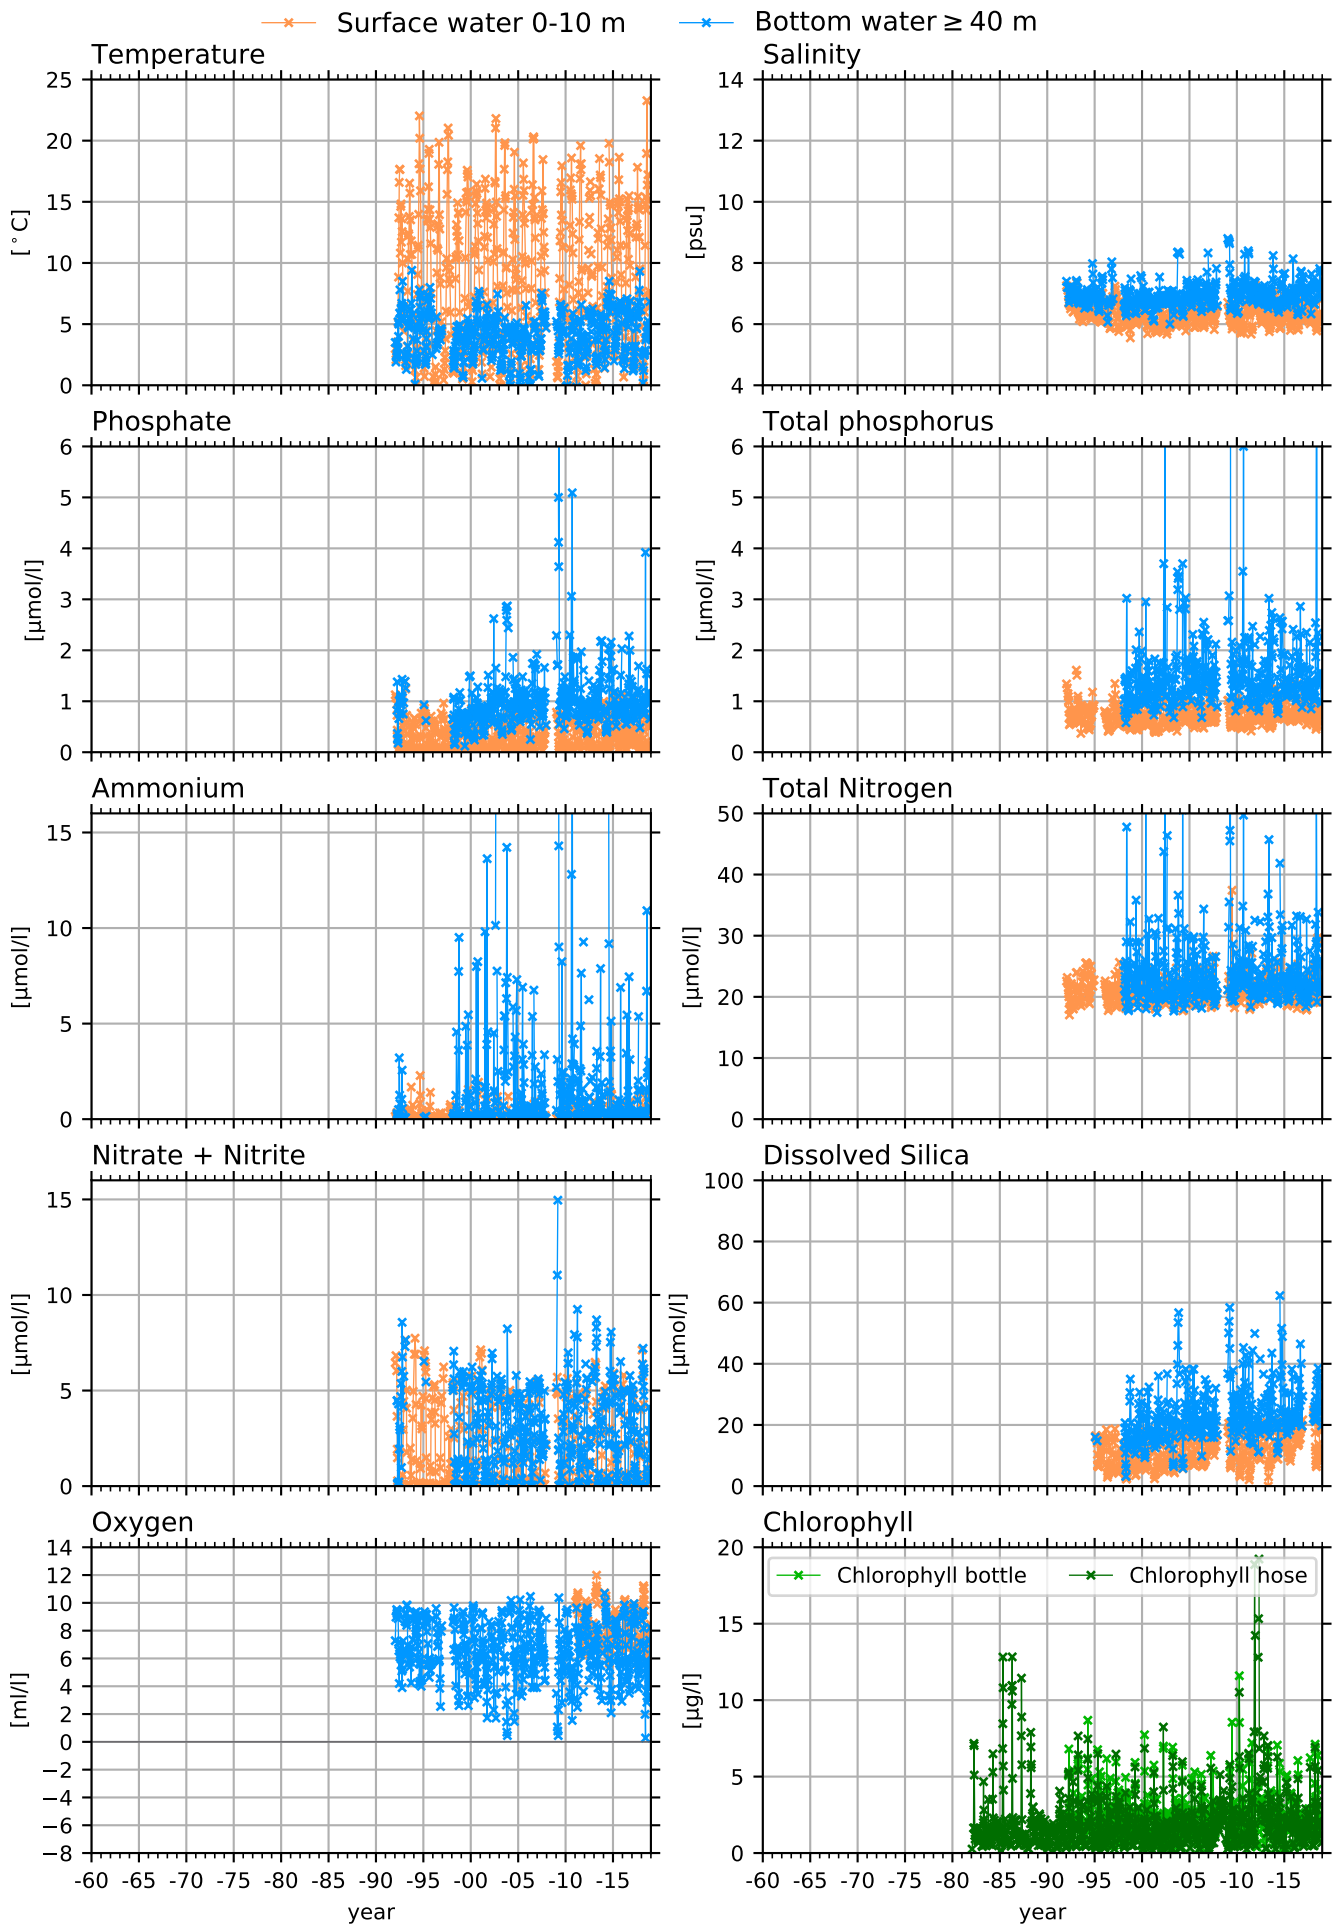 Surface water 0-10 m
Bottom water ≥ 40 m
Temperature
Salinity
25
20
15
10
5
0
[°C]
14
12
10
8
6
4
[psu]
Phosphate
Total phosphorus
6
5
4
3
2
1
0
[µmol/l]
6
5
4
3
2
1
0
[µmol/l]
Ammonium
Total Nitrogen
15
10
5
0
[µmol/l]
50
40
30
20
10
0
[µmol/l]
Nitrate + Nitrite
Dissolved Silica
15
10
5
0
[µmol/l]
100
80
60
40
20
0
[µmol/l]
Oxygen
Chlorophyll
14
12
10
8
6
4
2
0
−2
−4
−6
−8
[ml/l]
20
15
10
5
0
[µg/l]
Chlorophyll bottle
Chlorophyll hose
-60 -65 -70 -75 -80 -85 -90 -95 -00 -05 -10 -15
-60 -65 -70 -75 -80 -85 -90 -95 -00 -05 -10 -15
year
year